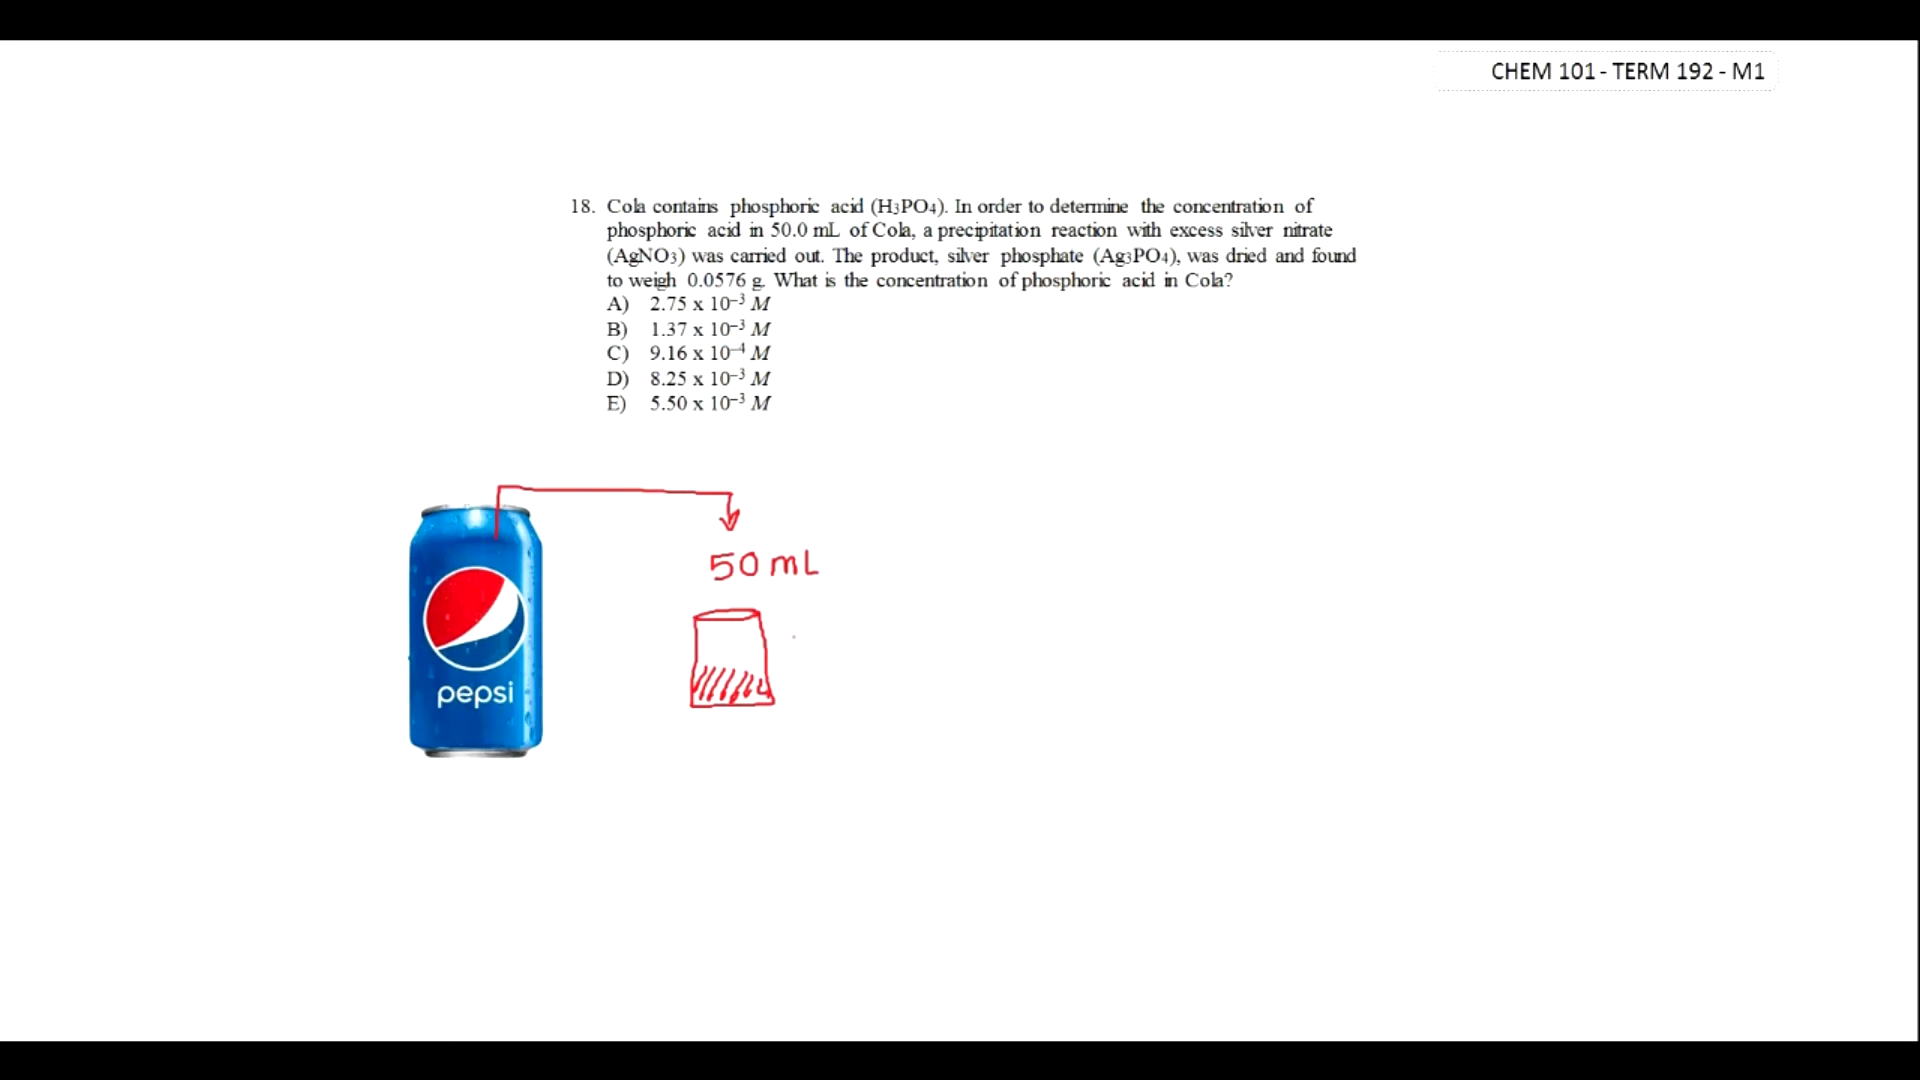 CHEM 101 - TERM 192 - M1
18. Cola contains phosphoric acid (H₃PO₄). In order to determine the concentration of
phosphoric acid in 50.0 mL of Cola, a precipitation reaction with excess silver nitrate
(AgNO₃) was carried out. The product, silver phosphate (Ag₃PO₄), was dried and found
to weigh 0.0576 g. What is the concentration of phosphoric acid in Cola?
A) 2.75 x 10⁻³ M
B) 1.37 x 10⁻³ M
C) 9.16 x 10⁻⁴ M
D) 8.25 x 10⁻³ M
E) 5.50 x 10⁻³ M
50 mL
pepsi